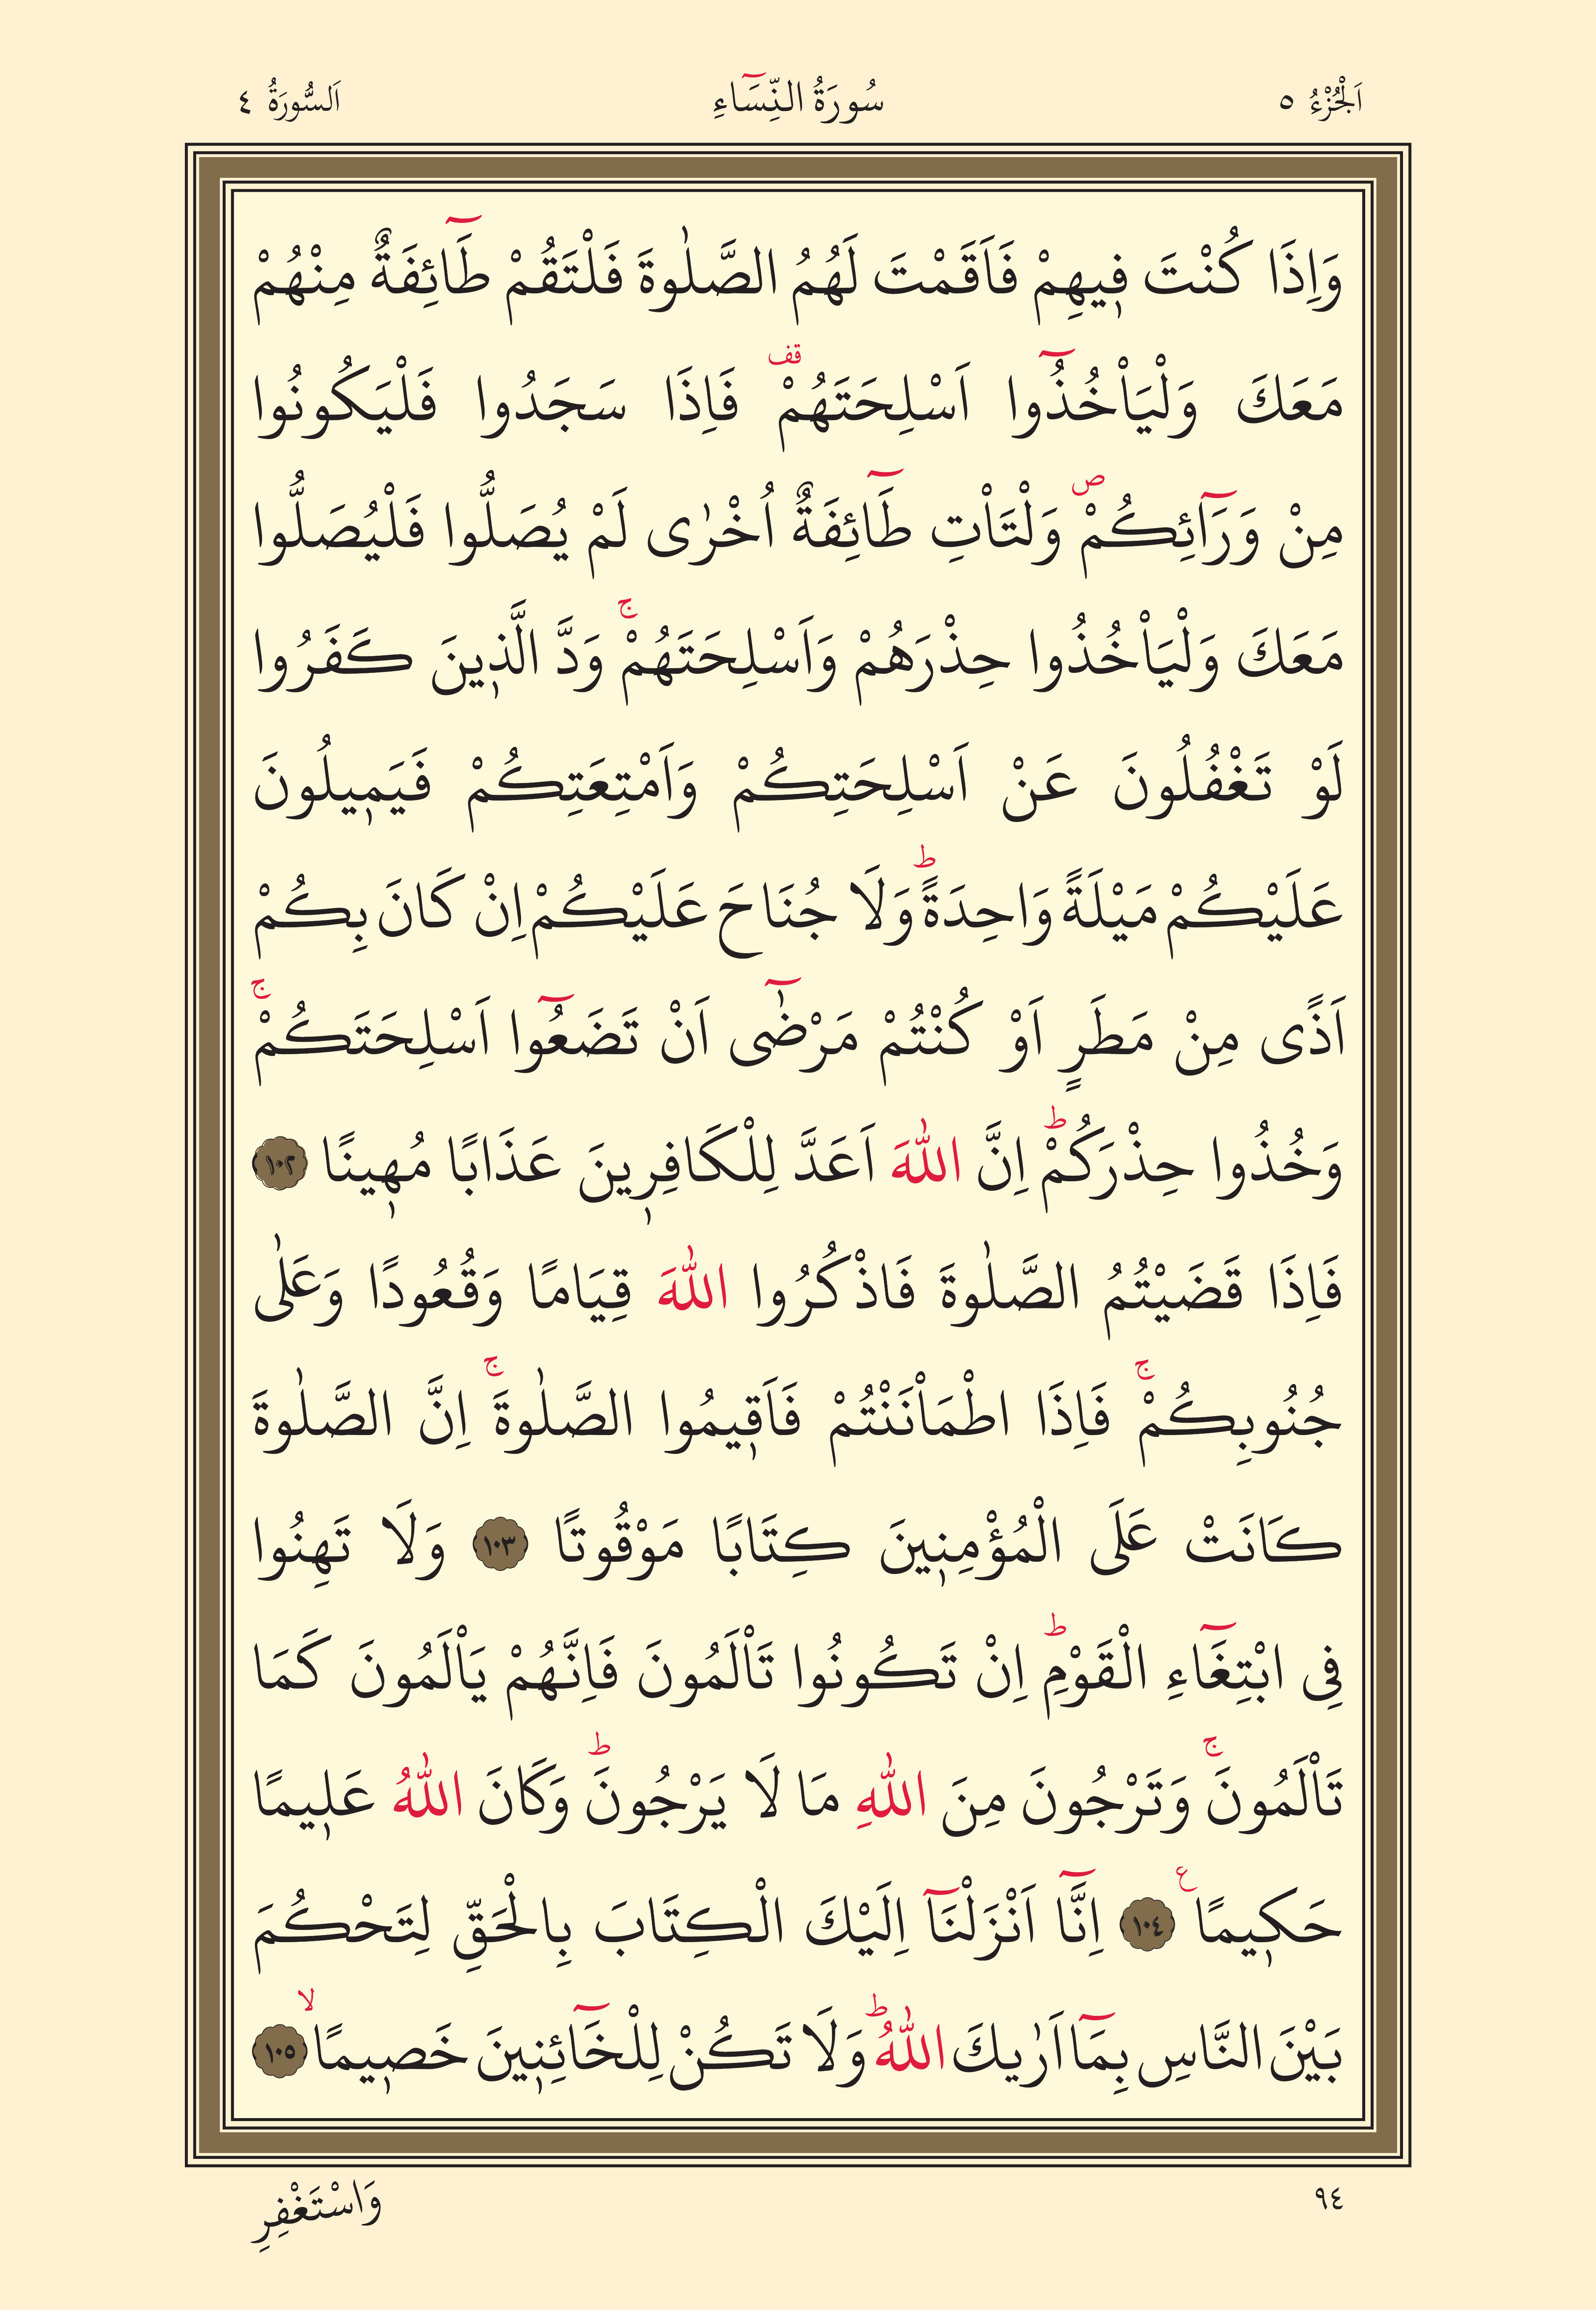 اَلْجُزْءُ ٥ سُورَةُ النِّسَٓاءِ اَلسُّورَةُ ٤
وَاِذَا كُنْتَ ف۪يهِمْ فَاَقَمْتَ لَهُمُ الصَّلٰوةَ فَلْتَقُمْ طَٓائِفَةٌ مِنْهُمْ
مَعَكَ وَلْيَأْخُذُٓوا اَسْلِحَتَهُمْ۠ قف فَاِذَا سَجَدُوا فَلْيَكُونُوا
مِنْ وَرَٓائِكُمْۖ وَلْتَأْتِ طَٓائِفَةٌ اُخْرٰى لَمْ يُصَلُّوا فَلْيُصَلُّوا
مَعَكَ وَلْيَأْخُذُوا حِذْرَهُمْ وَاَسْلِحَتَهُمْۚ وَدَّ الَّذ۪ينَ كَفَرُوا
لَوْ تَغْفُلُونَ عَنْ اَسْلِحَتِكُمْ وَاَمْتِعَتِكُمْ فَيَم۪يلُونَ
عَلَيْكُمْ مَيْلَةً وَاحِدَةًؕ وَلَا جُنَاحَ عَلَيْكُمْ اِنْ كَانَ بِكُمْ
اَذًى مِنْ مَطَرٍ اَوْ كُنْتُمْ مَرْضٰٓى اَنْ تَضَعُٓوا اَسْلِحَتَكُمْۚ
وَخُذُوا حِذْرَكُمْؕ اِنَّ اللّٰهَ اَعَدَّ لِلْكَافِر۪ينَ عَذَابًا مُه۪ينًا ١٠٢
فَاِذَا قَضَيْتُمُ الصَّلٰوةَ فَاذْكُرُوا اللّٰهَ قِيَامًا وَقُعُودًا وَعَلٰى
جُنُوبِكُمْۚ فَاِذَا اطْمَأْنَنْتُمْ فَاَق۪يمُوا الصَّلٰوةَۚ اِنَّ الصَّلٰوةَ
كَانَتْ عَلَى الْمُؤْمِن۪ينَ كِتَابًا مَوْقُوتًا ١٠٣ وَلَا تَهِنُوا
فِي ابْتِغَٓاءِ الْقَوْمِؕ اِنْ تَكُونُوا تَأْلَمُونَ فَاِنَّهُمْ يَأْلَمُونَ كَمَا
تَأْلَمُونَۚ وَتَرْجُونَ مِنَ اللّٰهِ مَا لَا يَرْجُونَؕ وَكَانَ اللّٰهُ عَل۪يمًا
حَك۪يمًا ع ١٠٤ اِنَّٓا اَنْزَلْنَٓا اِلَيْكَ الْكِتَابَ بِالْحَقِّ لِتَحْكُمَ
بَيْنَ النَّاسِ بِمَٓا اَرٰيكَ اللّٰهُؕ وَلَا تَكُنْ لِلْخَٓائِن۪ينَ خَص۪يمًاۙ ١٠٥
٩٤ وَاسْتَغْفِرِ